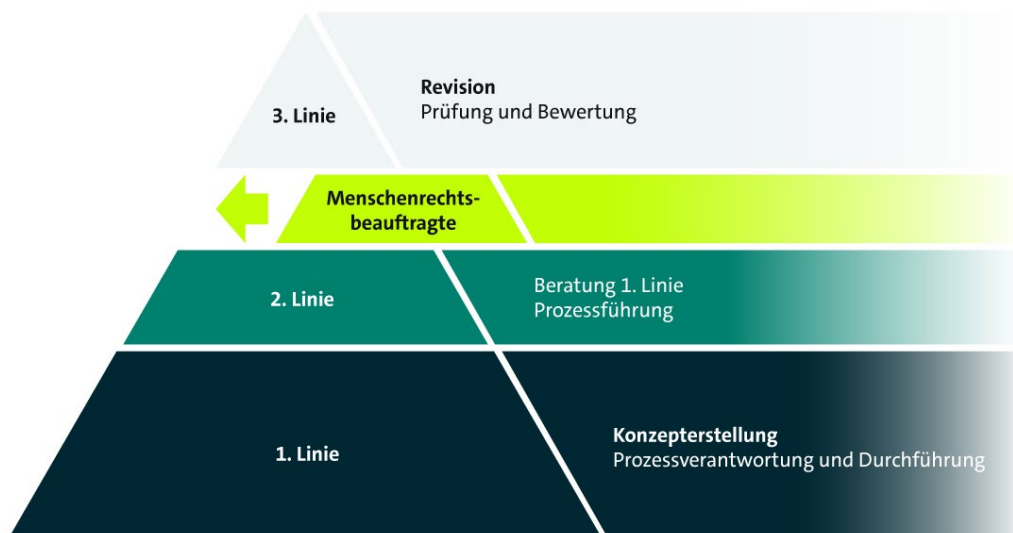 3. Linie
Revision
Prüfung und Bewertung
Menschenrechts-
beauftragte
2. Linie
Beratung 1. Linie
Prozessführung
1. Linie
Konzepterstellung
Prozessverantwortung und Durchführung